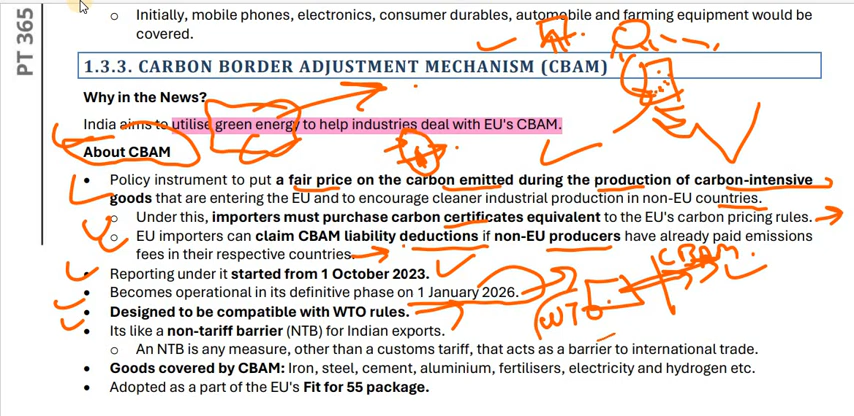 o Initially, mobile phones, electronics, consumer durables, automobile and farming equipment would be
covered.
PT 365
1.3.3. CARBON BORDER ADJUSTMENT MECHANISM (CBAM)
Why in the News?
India aims to utilise green energy to help industries deal with EU's CBAM.
About CBAM
• Policy instrument to put a fair price on the carbon emitted during the production of carbon-intensive
goods that are entering the EU and to encourage cleaner industrial production in non-EU countries.
o Under this, importers must purchase carbon certificates equivalent to the EU's carbon pricing rules.
o EU importers can claim CBAM liability deductions if non-EU producers have already paid emissions
fees in their respective countries.
CBAM
• Reporting under it started from 1 October 2023.
• Becomes operational in its definitive phase on 1 January 2026.
WTO
• Designed to be compatible with WTO rules.
• Its like a non-tariff barrier (NTB) for Indian exports.
o An NTB is any measure, other than a customs tariff, that acts as a barrier to international trade.
• Goods covered by CBAM: Iron, steel, cement, aluminium, fertilisers, electricity and hydrogen etc.
• Adopted as a part of the EU's Fit for 55 package.